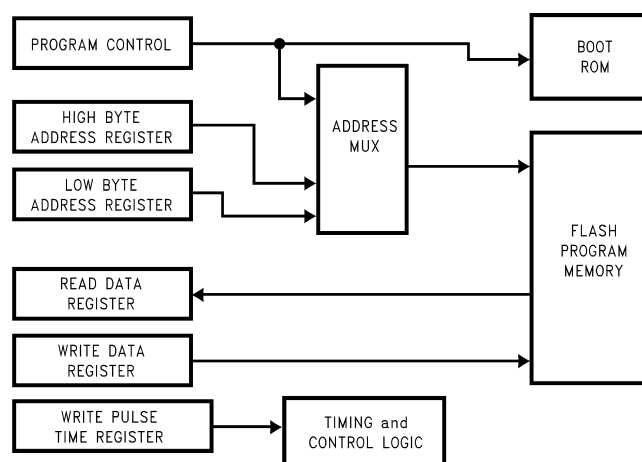 PROGRAM CONTROL
BOOT
ROM
HIGH BYTE
ADDRESS REGISTER
ADDRESS
MUX
LOW BYTE
ADDRESS REGISTER
FLASH
PROGRAM
MEMORY
READ DATA
REGISTER
WRITE DATA
REGISTER
WRITE PULSE
TIME REGISTER
TIMING and
CONTROL LOGIC